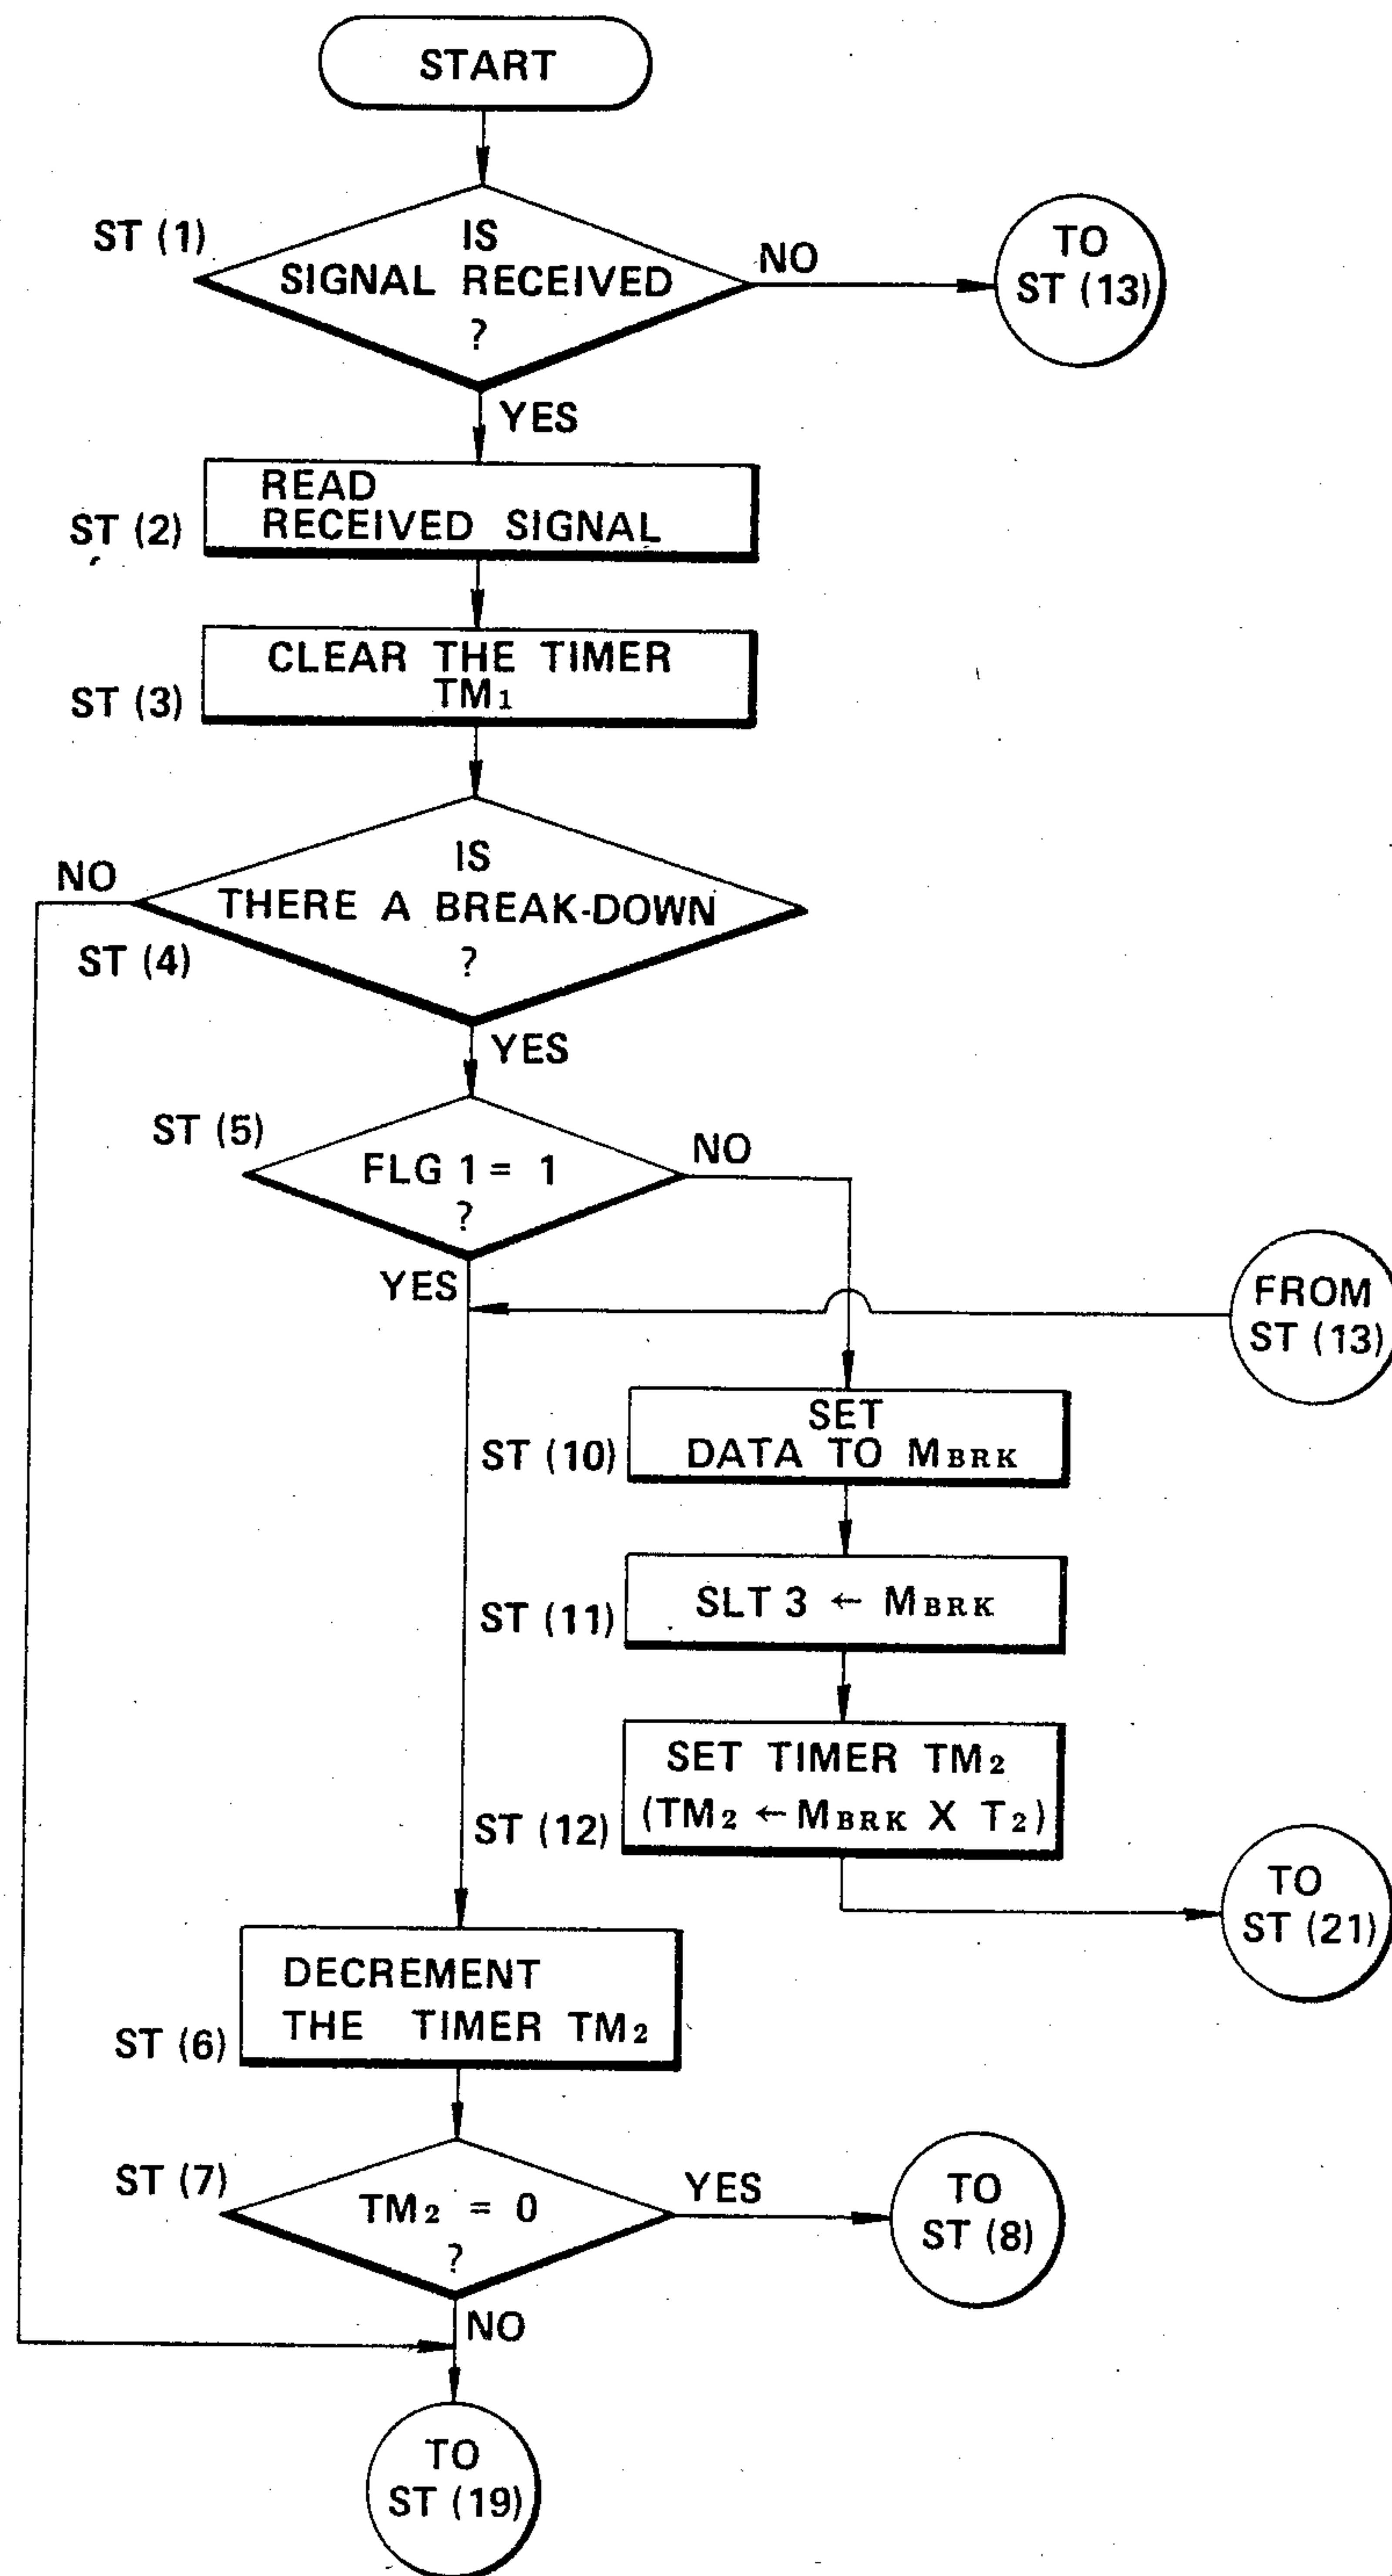 START
ST (1)
IS
SIGNAL RECEIVED
?
NO
TO
ST (13)
YES
ST (2)
READ
RECEIVED SIGNAL
ST (3)
CLEAR THE TIMER
TM1
NO
ST (4)
IS
THERE A BREAK-DOWN
?
YES
ST (5)
FLG 1 = 1
?
NO
YES
FROM
ST (13)
ST (10)
SET
DATA TO MBRK
ST (11)
SLT 3 ← MBRK
ST (12)
SET TIMER TM2
(TM2 ← MBRK X T2)
TO
ST (21)
ST (6)
DECREMENT
THE TIMER TM2
ST (7)
TM2 = 0
?
YES
TO
ST (8)
NO
TO
ST (19)